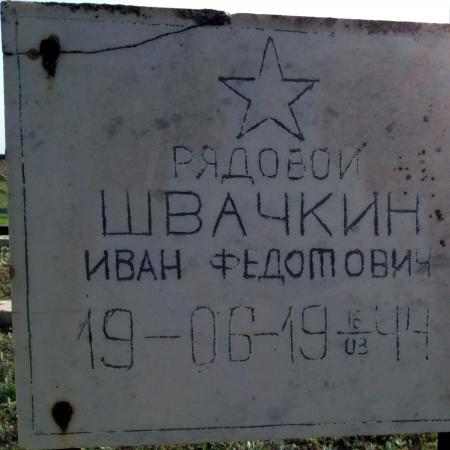 РЯДОВОЙ
ШВАЧКИН
ИВАН ФЕДОТОВИЧ
19-06-19 16/03 44